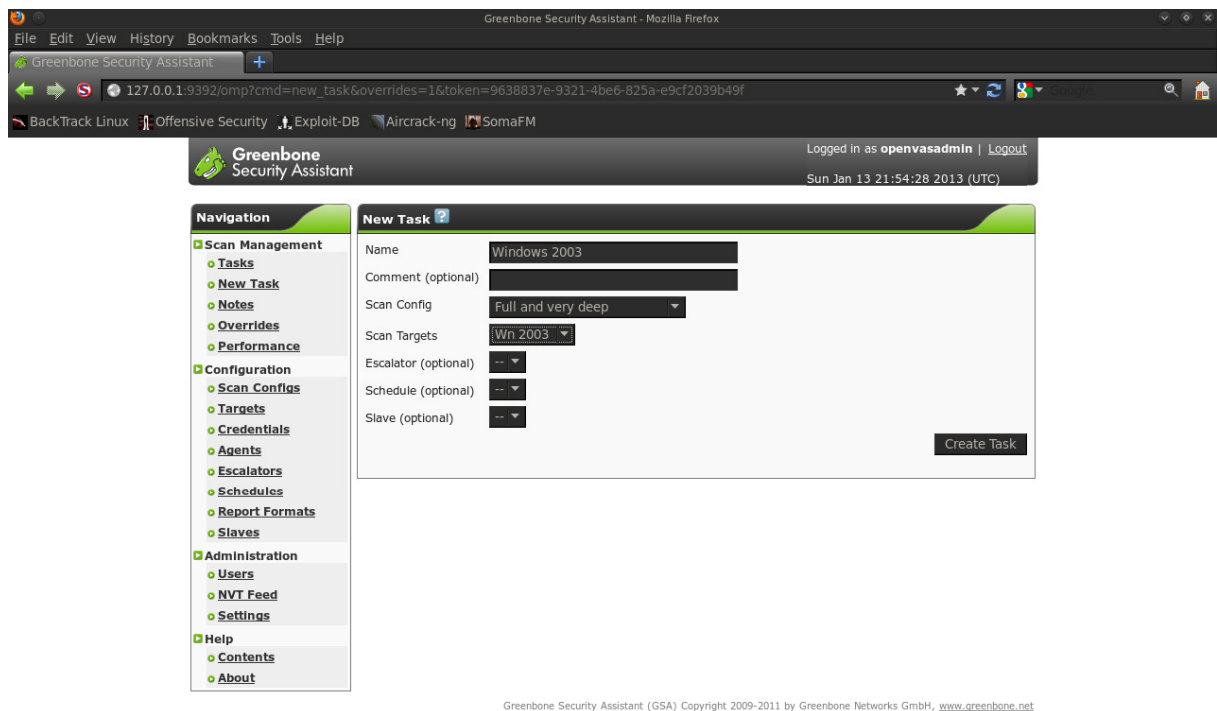 Greenbone Security Assistant - Mozilla Firefox
File Edit View History Bookmarks Tools Help
Greenbone Security Assistant
127.0.0.1:9392/omp?cmd=new_task&overrides=1&token=9638837e-9321-4be6-825a-e9cf2039b49f
Google
BackTrack Linux Offensive Security Exploit-DB Aircrack-ng SomaFM
Greenbone
Security Assistant
Logged in as openvasadmin | Logout
Sun Jan 13 21:54:28 2013 (UTC)
Navigation
Scan Management
Tasks
New Task
Notes
Overrides
Performance
Configuration
Scan Configs
Targets
Credentials
Agents
Escalators
Schedules
Report Formats
Slaves
Administration
Users
NVT Feed
Settings
Help
Contents
About
New Task ?
Name Windows 2003
Comment (optional)
Scan Config Full and very deep
Scan Targets Wn 2003
Escalator (optional) --
Schedule (optional) --
Slave (optional) --
Create Task
Greenbone Security Assistant (GSA) Copyright 2009-2011 by Greenbone Networks GmbH, www.greenbone.net